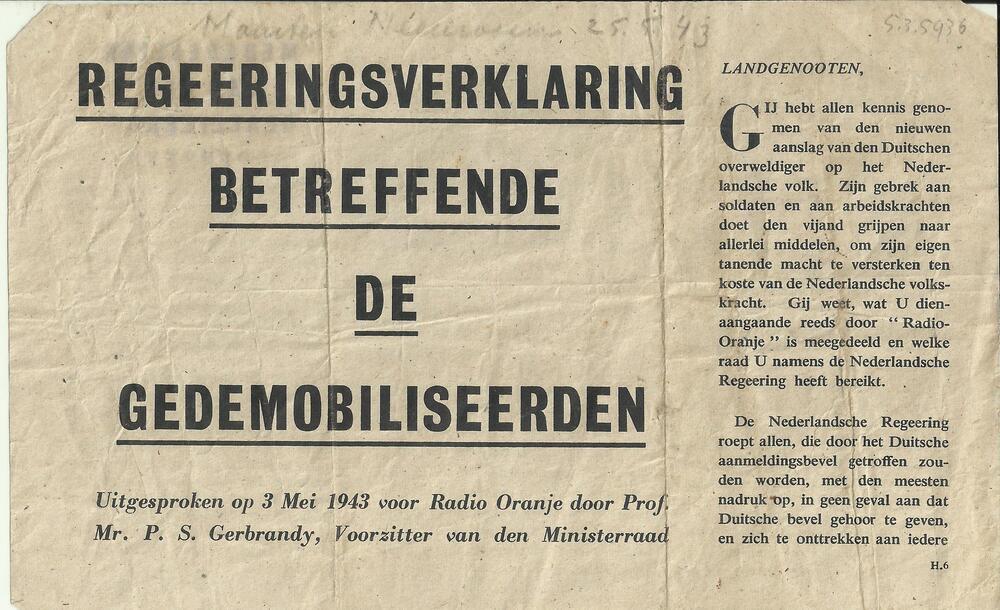 25.5.43
5.3.5936
REGEERINGSVERKLARING
BETREFFENDE
DE
GEDEMOBILISEERDEN
Uitgesproken op 3 Mei 1943 voor Radio Oranje door Prof.
Mr. P. S. Gerbrandy, Voorzitter van den Ministerraad
LANDGENOOTEN,
GIJ hebt allen kennis geno-
men van den nieuwen
aanslag van den Duitschen
overweldiger op het Neder-
landsche volk. Zijn gebrek aan
soldaten en aan arbeidskrachten
doet den vijand grijpen naar
allerlei middelen, om zijn eigen
tanende macht te versterken ten
koste van de Nederlandsche volks-
kracht. Gij weet, wat U dien-
aangaande reeds door “ Radio-
Oranje ” is meegedeeld en welke
raad U namens de Nederlandsche
Regeering heeft bereikt.
De Nederlandsche Regeering
roept allen, die door het Duitsche
aanmeldingsbevel getroffen zou-
den worden, met den meesten
nadruk op, in geen geval aan dat
Duitsche bevel gehoor te geven,
en zich te onttrekken aan iedere
H.6